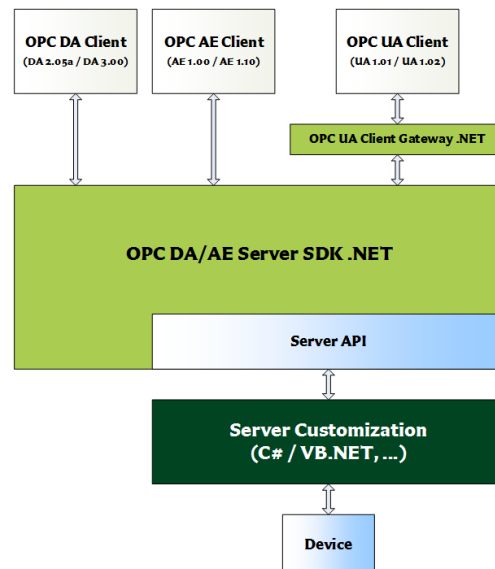 OPC DA Client
(DA 2.05a / DA 3.00)
OPC AE Client
(AE 1.00 / AE 1.10)
OPC UA Client
(UA 1.01 / UA 1.02)
OPC UA Client Gateway .NET
OPC DA/AE Server SDK .NET
Server API
Server Customization
(C# / VB.NET, ...)
Device